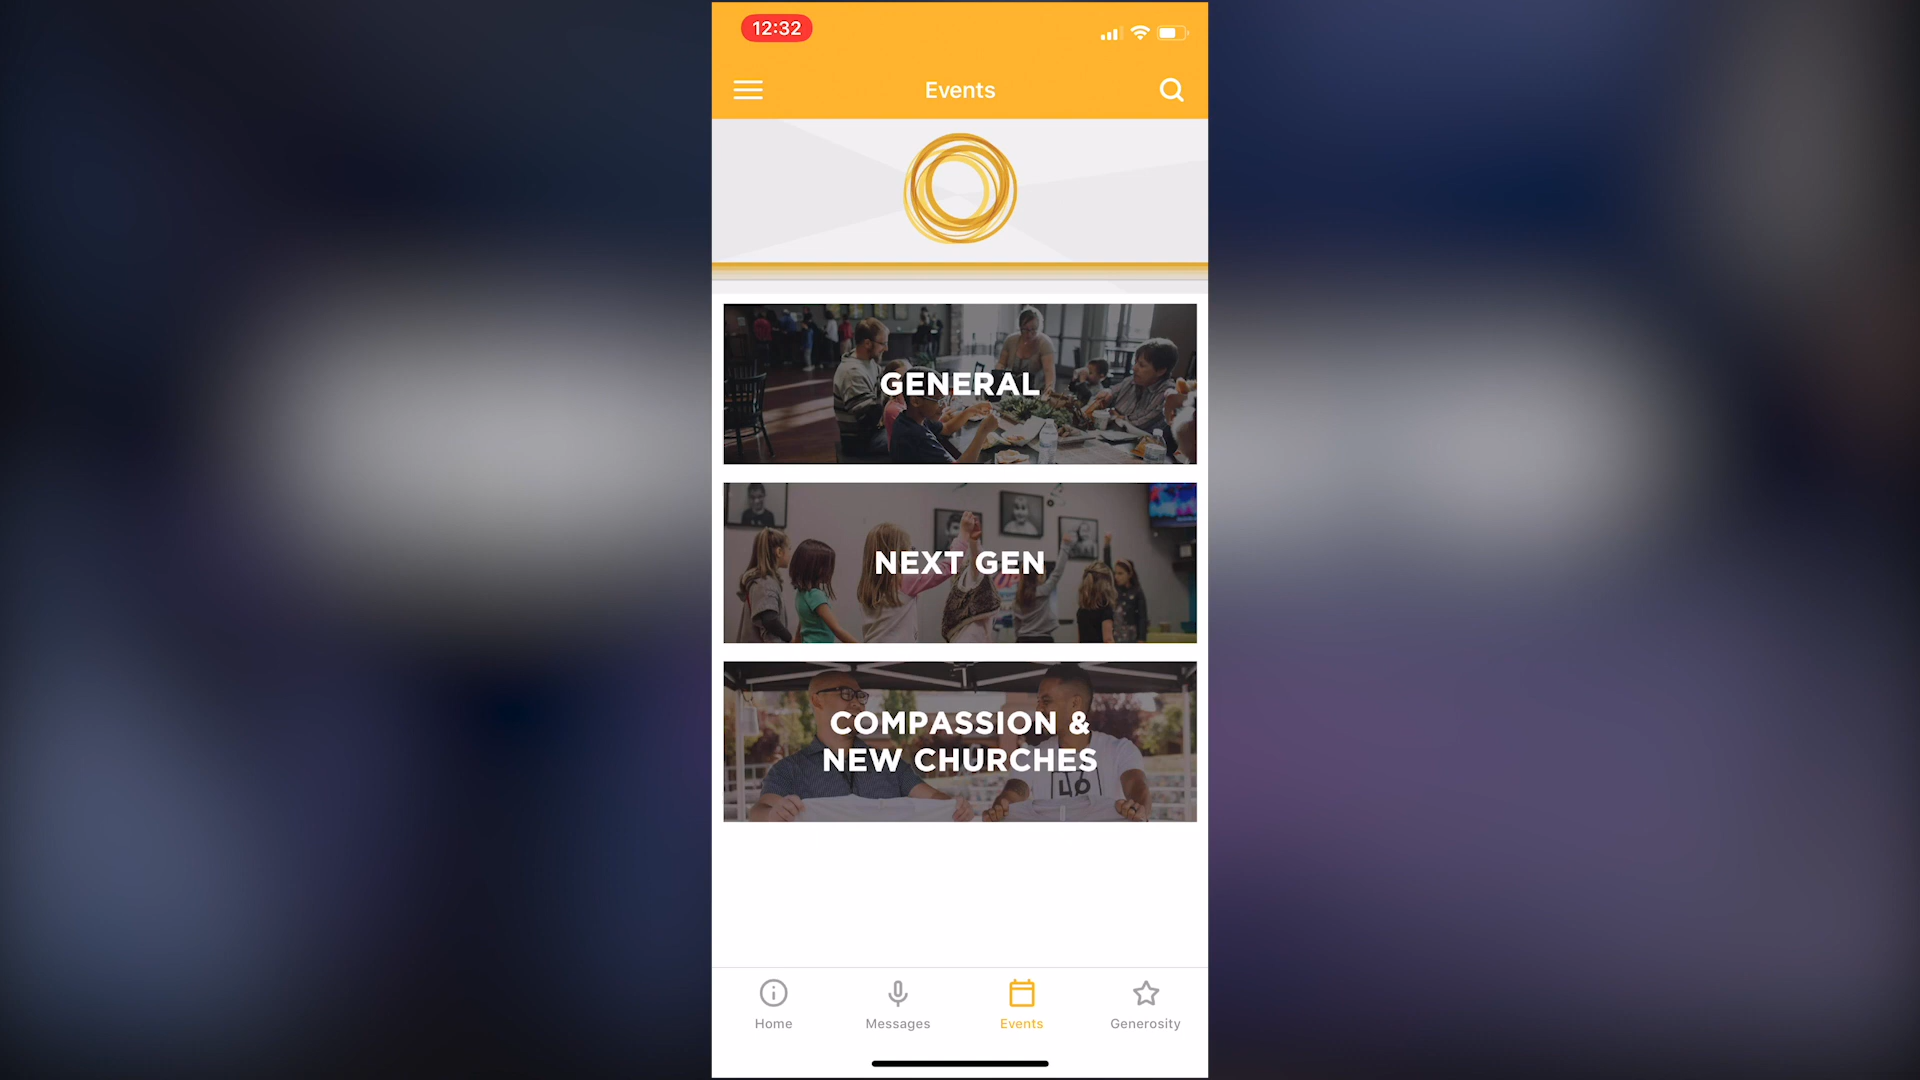 12:32
Events
GENERAL
NEXT GEN
COMPASSION &
NEW CHURCHES
Home
Messages
Events
Generosity